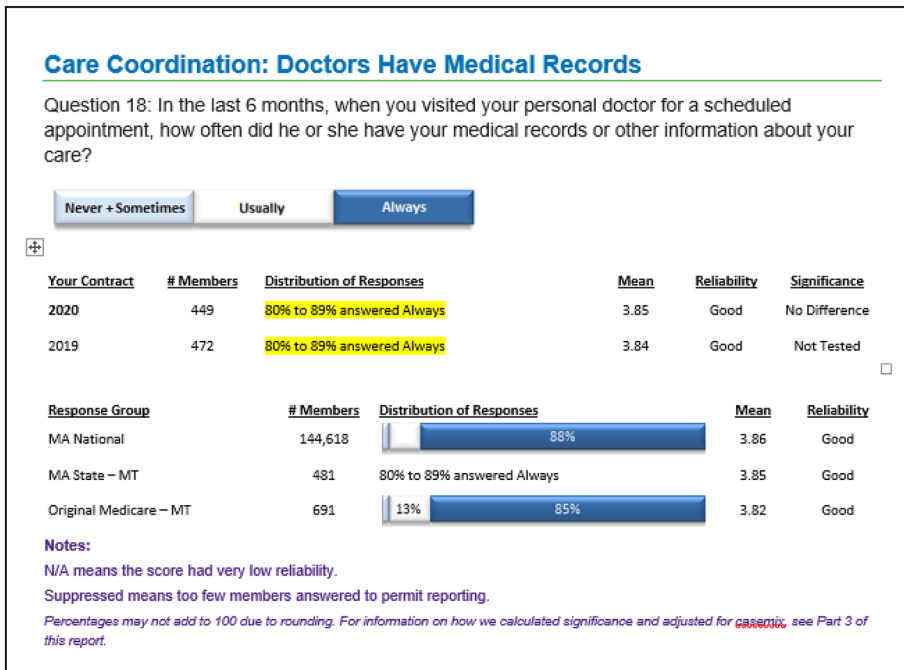 Care Coordination: Doctors Have Medical Records
Question 18: In the last 6 months, when you visited your personal doctor for a scheduled
appointment, how often did he or she have your medical records or other information about your
care?
Never + Sometimes Usually Always
Your Contract # Members Distribution of Responses Mean Reliability Significance
2020 449 80% to 89% answered Always 3.85 Good No Difference
2019 472 80% to 89% answered Always 3.84 Good Not Tested
Response Group # Members Distribution of Responses Mean Reliability
MA National 144,618 88% 3.86 Good
MA State – MT 481 80% to 89% answered Always 3.85 Good
Original Medicare – MT 691 13% 85% 3.82 Good
Notes:
N/A means the score had very low reliability.
Suppressed means too few members answered to permit reporting.
Percentages may not add to 100 due to rounding. For information on how we calculated significance and adjusted for casemix, see Part 3 of
this report.